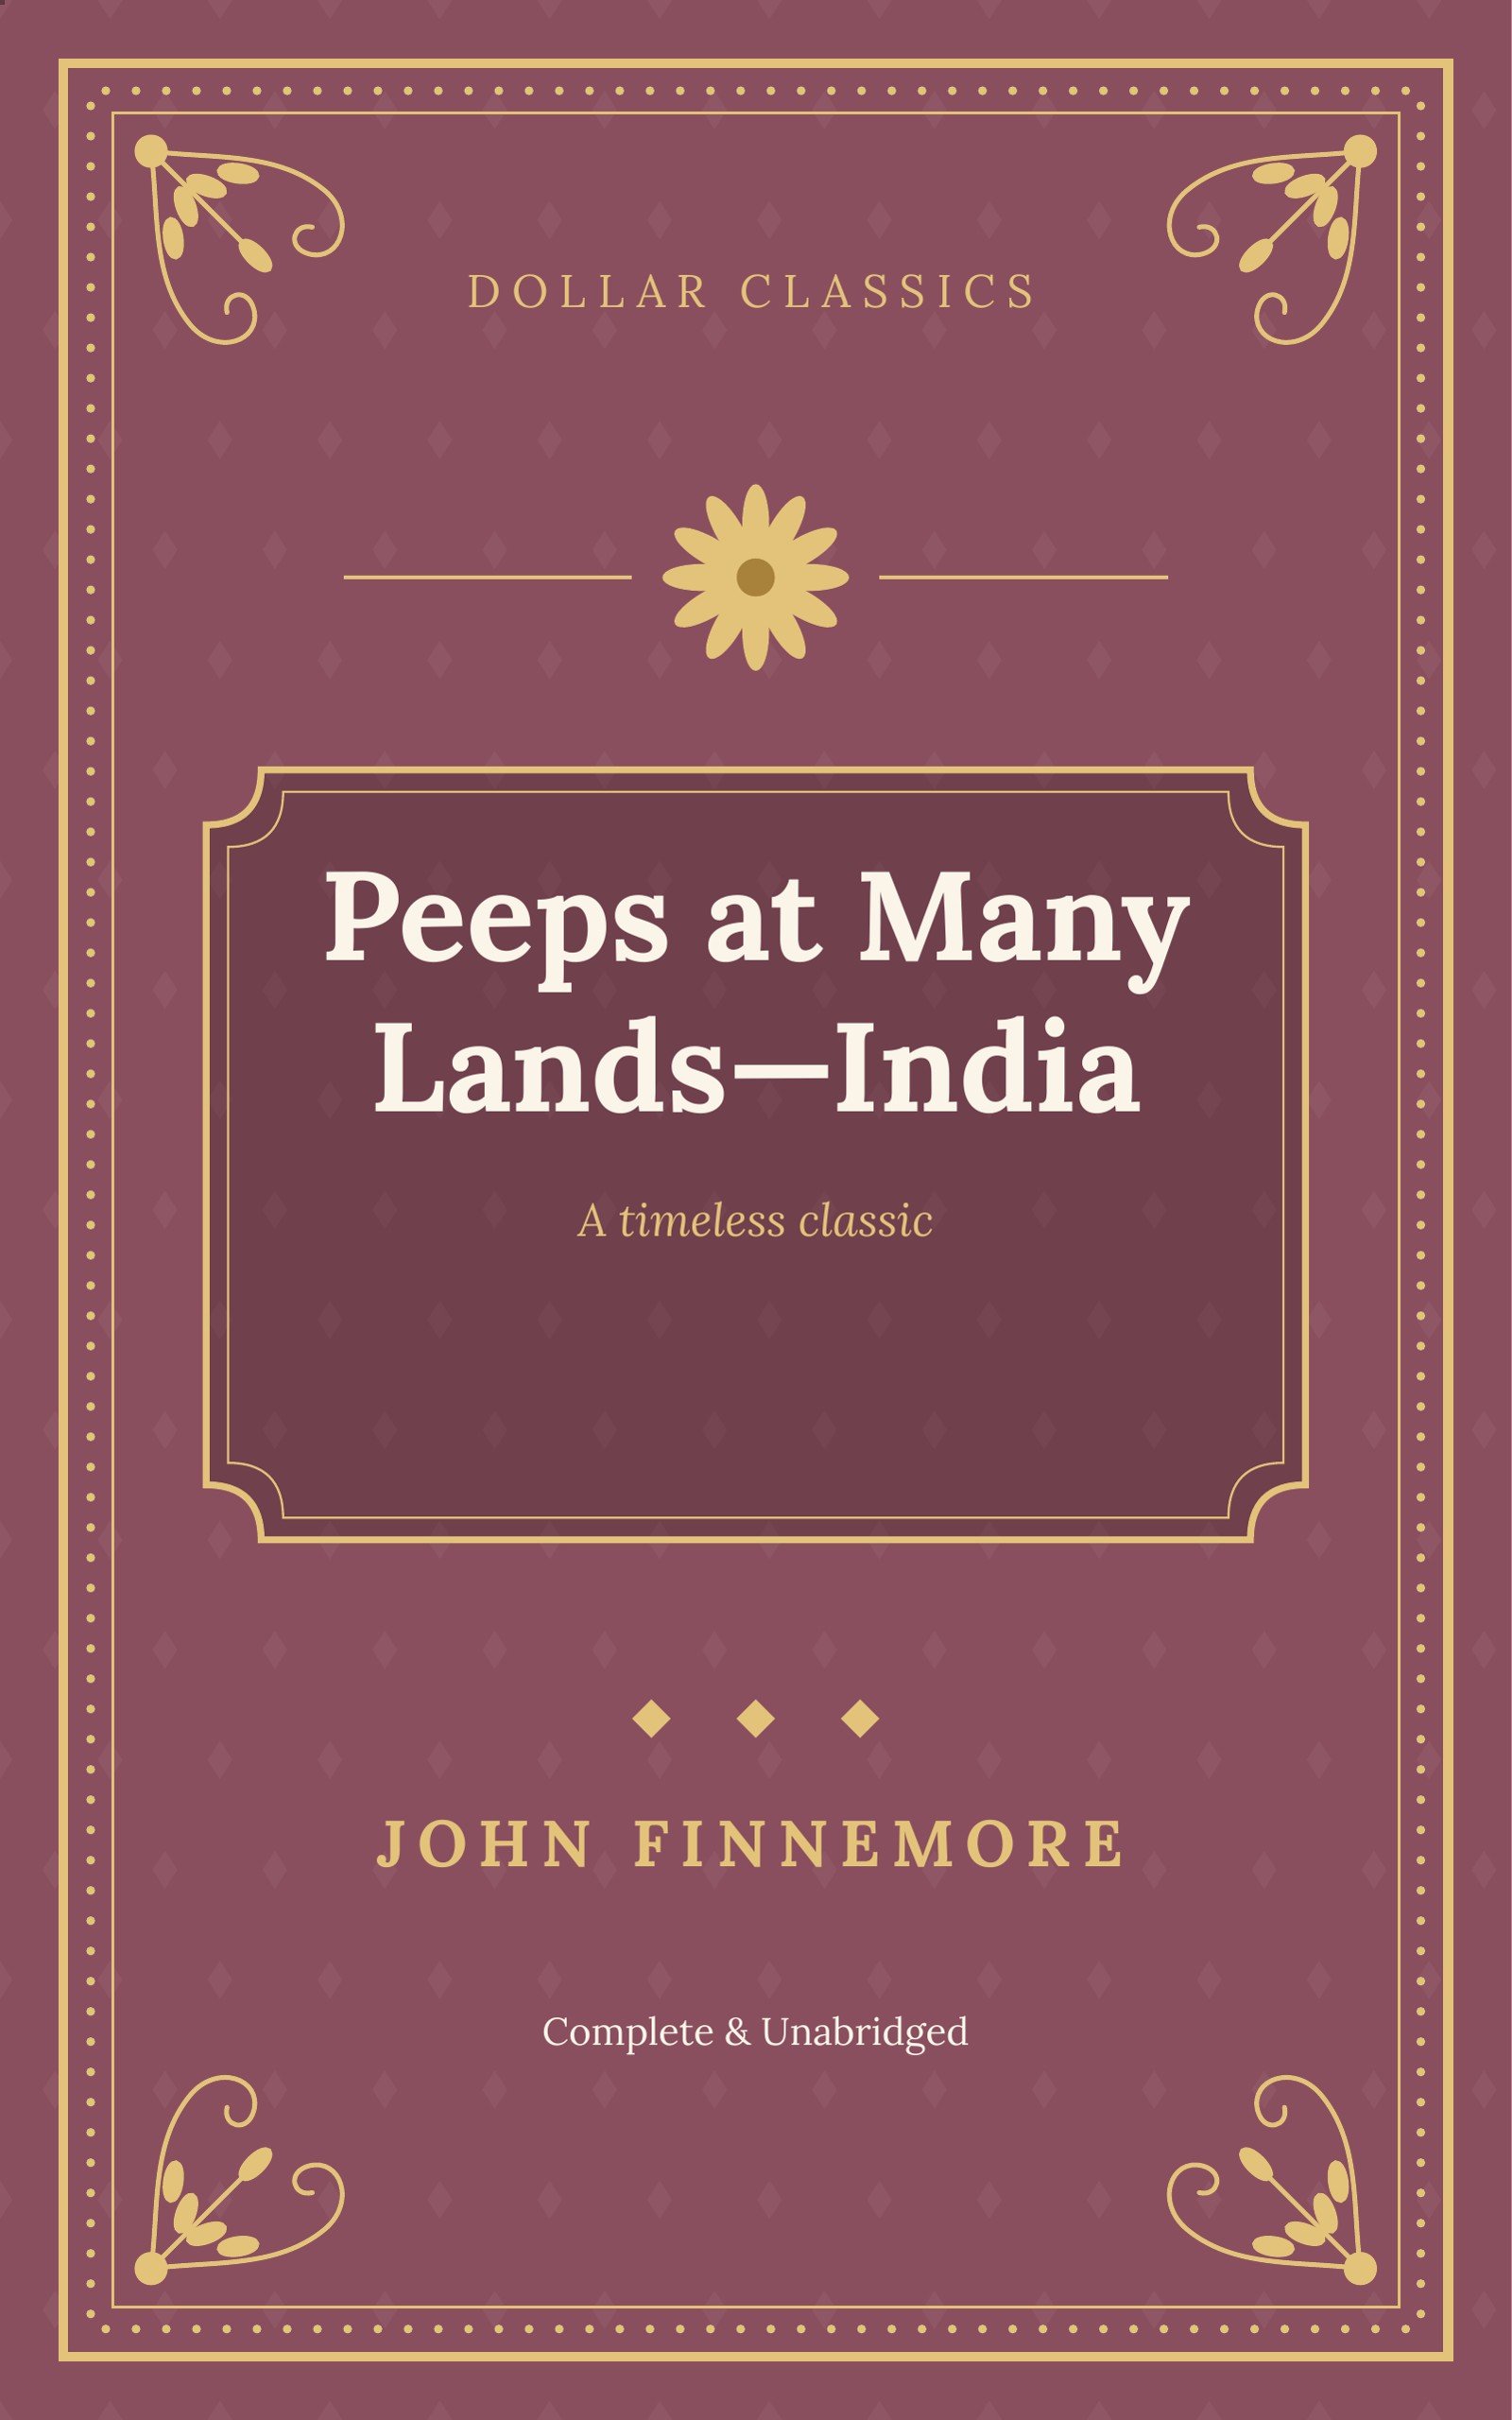 DOLLAR CLASSICS
Peeps at Many
Lands—India
A timeless classic
JOHN FINNEMORE
Complete & Unabridged